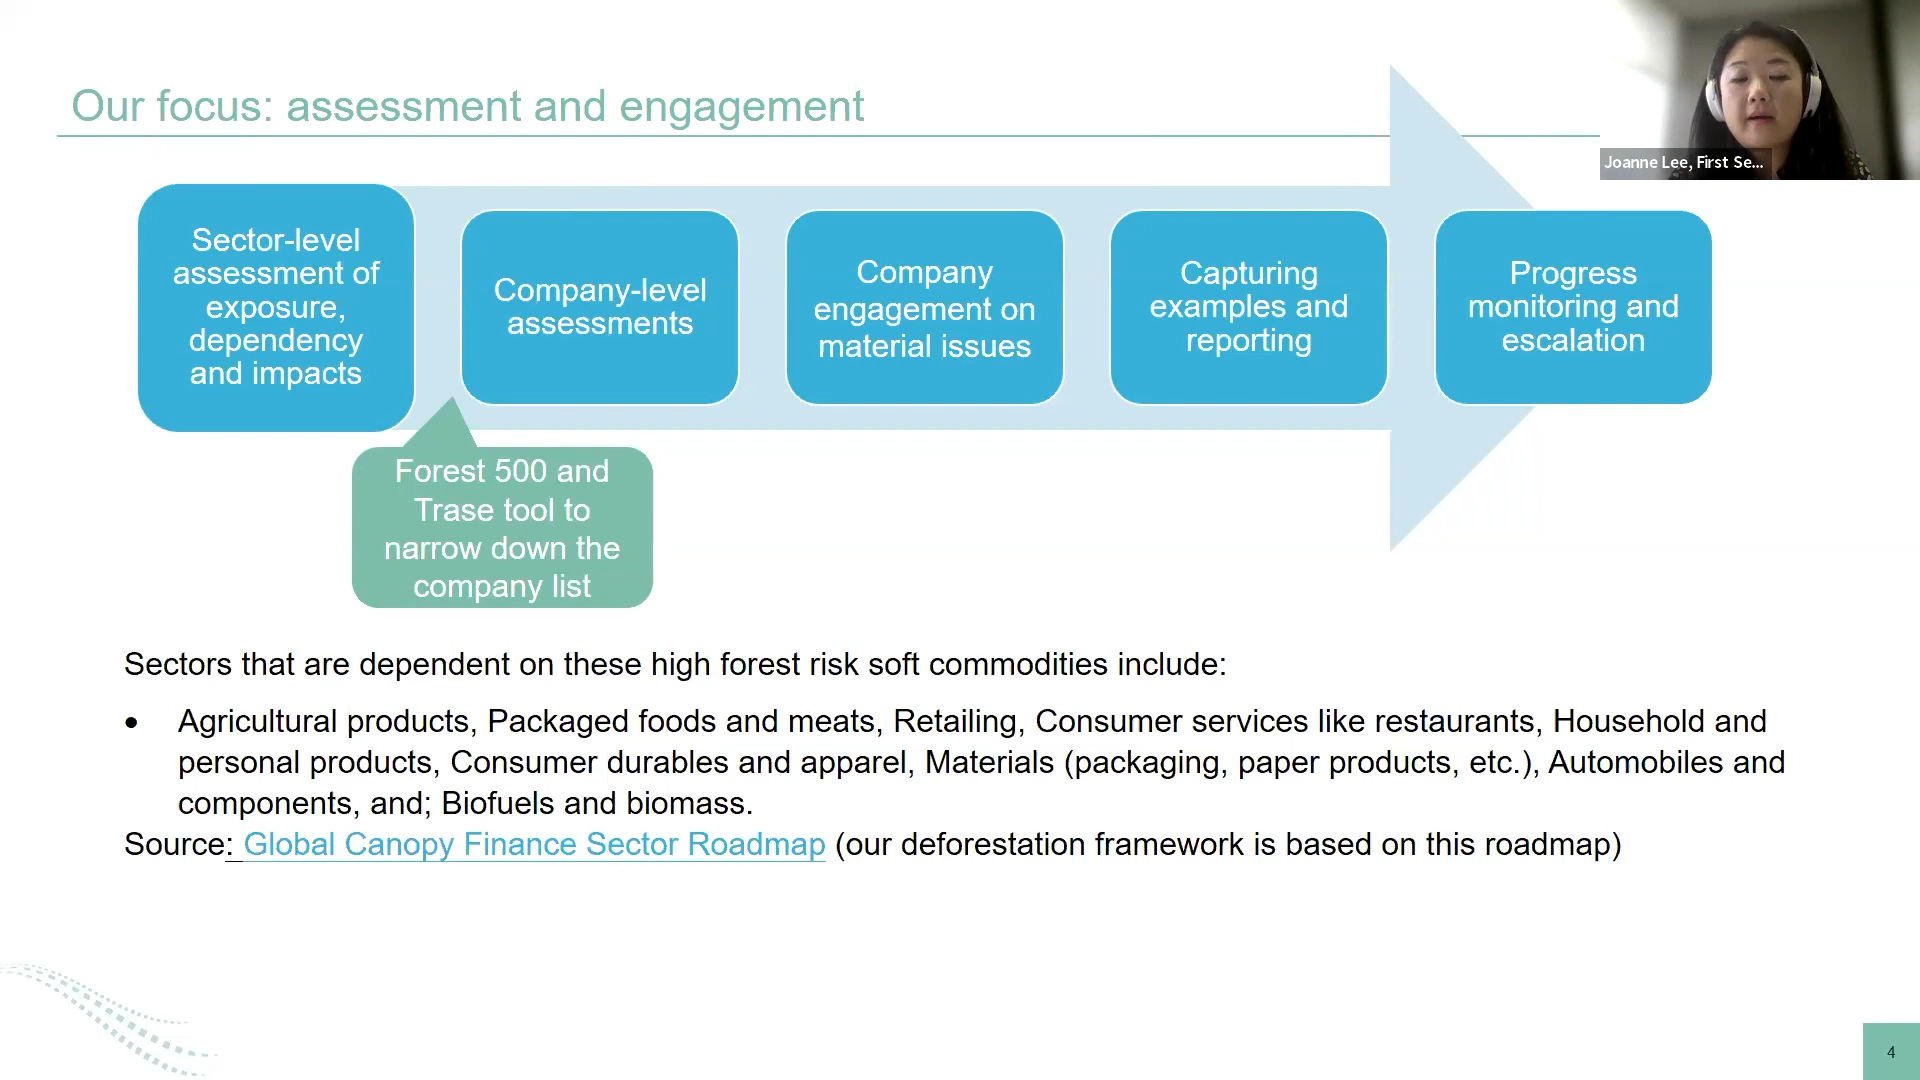 Our focus: assessment and engagement
Joanne Lee, First Se...
Sector-level
assessment of
exposure,
dependency
and impacts
Company-level
assessments
Company
engagement on
material issues
Capturing
examples and
reporting
Progress
monitoring and
escalation
Forest 500 and
Trase tool to
narrow down the
company list
Sectors that are dependent on these high forest risk soft commodities include:
• Agricultural products, Packaged foods and meats, Retailing, Consumer services like restaurants, Household and
personal products, Consumer durables and apparel, Materials (packaging, paper products, etc.), Automobiles and
components, and; Biofuels and biomass.
Source: Global Canopy Finance Sector Roadmap (our deforestation framework is based on this roadmap)
4